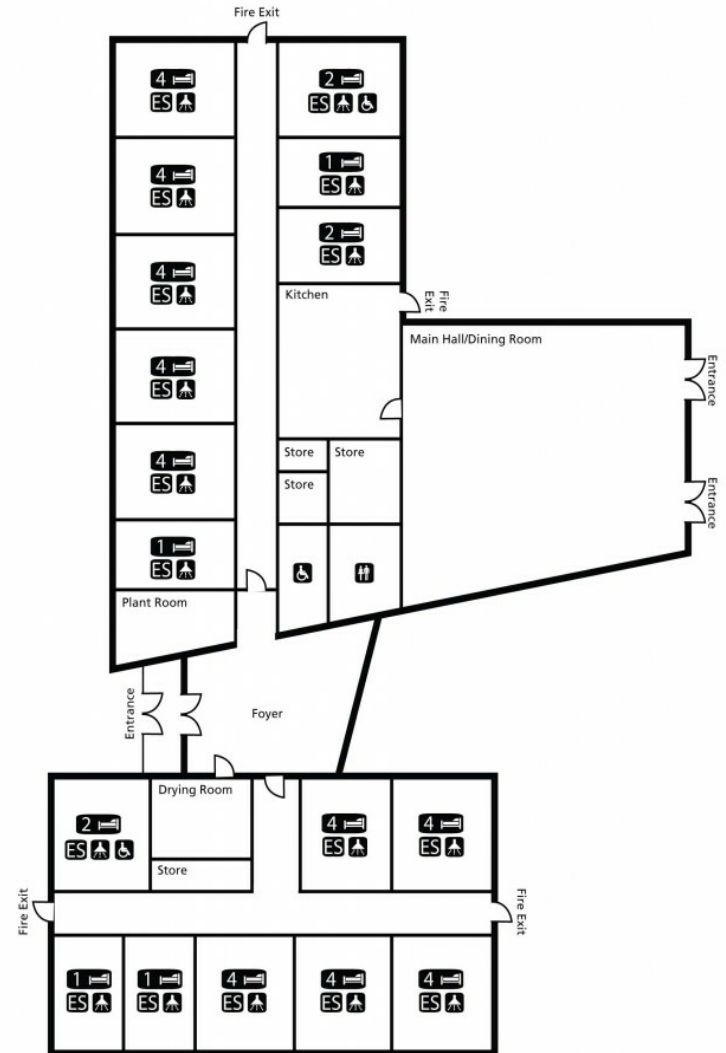 Fire Exit
4
ES
2
ES
4
ES
1
ES
2
ES
4
ES
Kitchen
Fire
Exit
Main Hall/Dining Room
Entrance
4
ES
4
ES
Store
Store
Store
Entrance
1
ES
Plant Room
Entrance
Foyer
Drying Room
2
ES
4
ES
4
ES
Store
Fire Exit
Fire Exit
1
ES
1
ES
4
ES
4
ES
4
ES